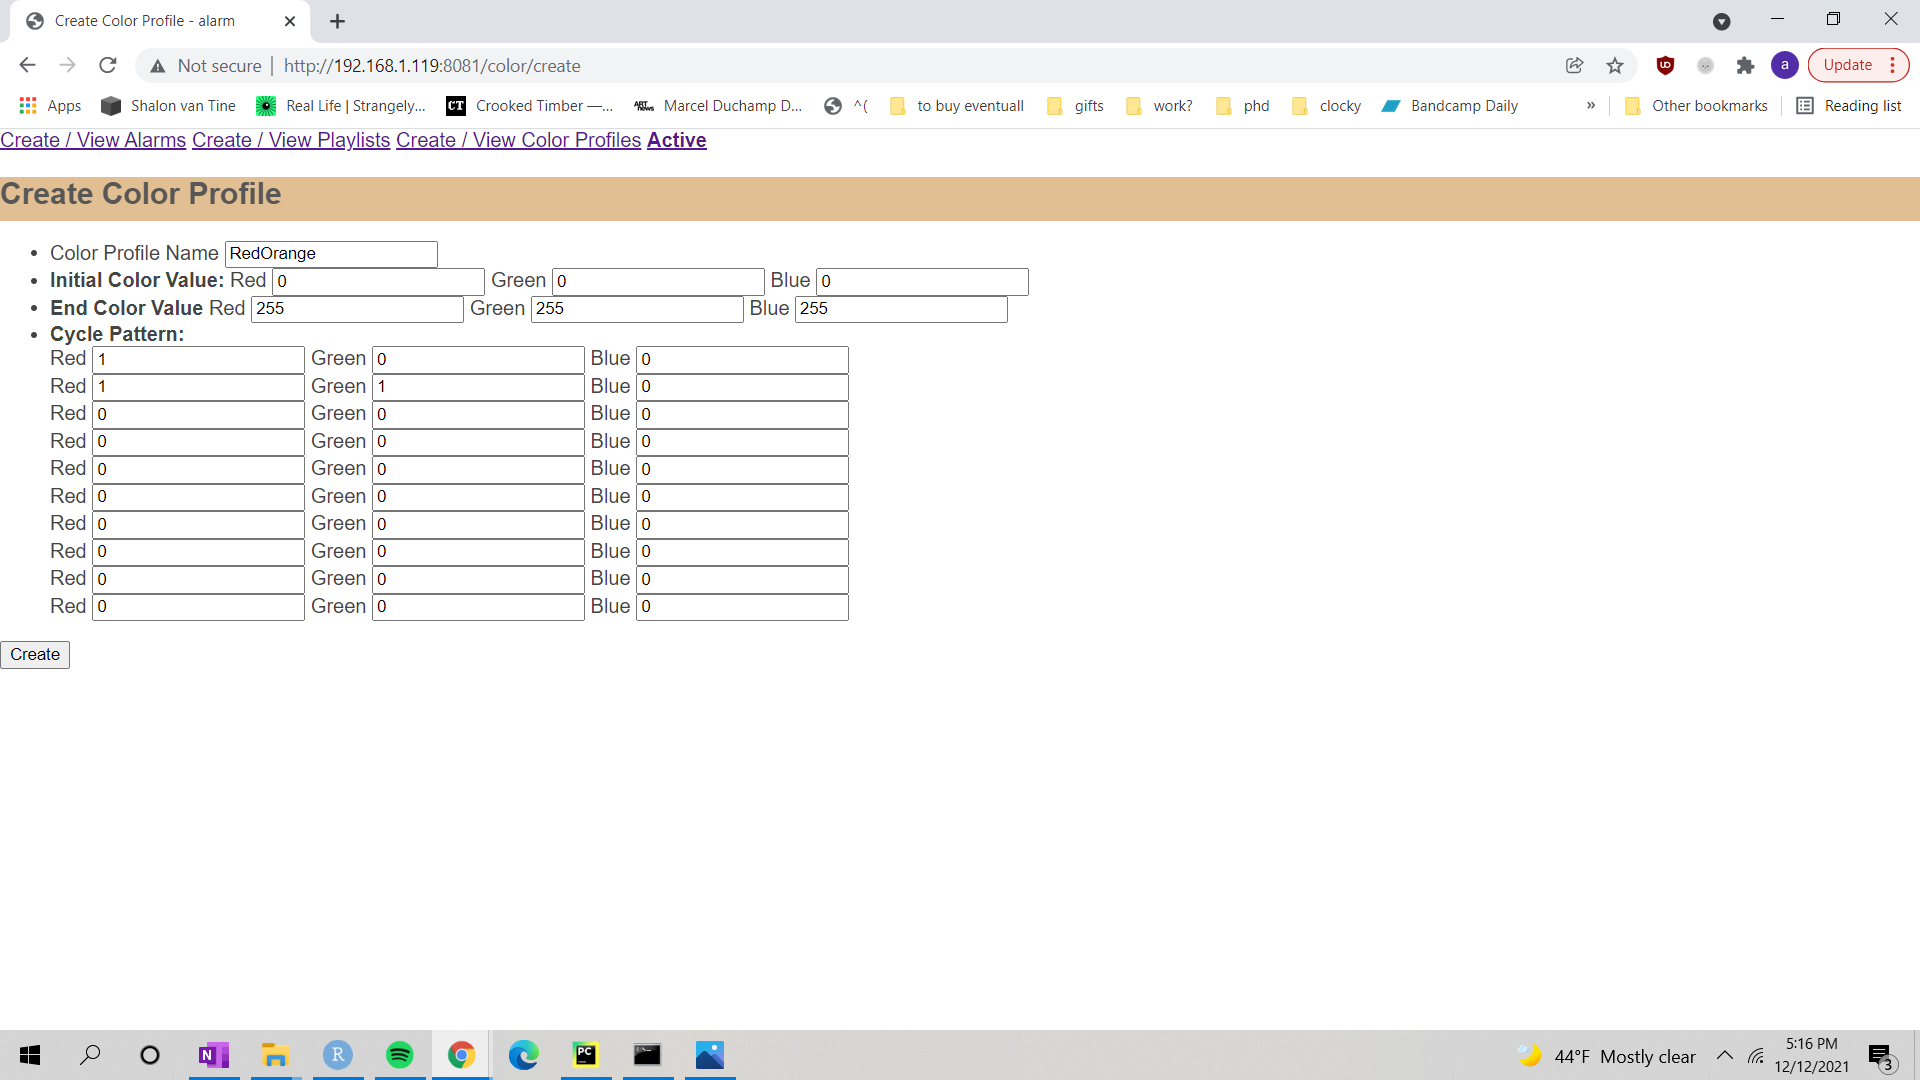 Create Color Profile - alarm
Not secure | http://192.168.1.119:8081/color/create
a
Update
Apps Shalon van Tine Real Life | Strangely... CT Crooked Timber —... ART news Marcel Duchamp D... ^( to buy eventuall gifts work? phd clocky Bandcamp Daily » Other bookmarks Reading list
Create / View Alarms Create / View Playlists Create / View Color Profiles Active
Create Color Profile
• Color Profile Name RedOrange
• Initial Color Value: Red 0 Green 0 Blue 0
• End Color Value Red 255 Green 255 Blue 255
• Cycle Pattern:
Red 1 Green 0 Blue 0
Red 1 Green 1 Blue 0
Red 0 Green 0 Blue 0
Red 0 Green 0 Blue 0
Red 0 Green 0 Blue 0
Red 0 Green 0 Blue 0
Red 0 Green 0 Blue 0
Red 0 Green 0 Blue 0
Red 0 Green 0 Blue 0
Red 0 Green 0 Blue 0
Create
N R PC 44°F Mostly clear 5:16 PM
12/12/2021 3